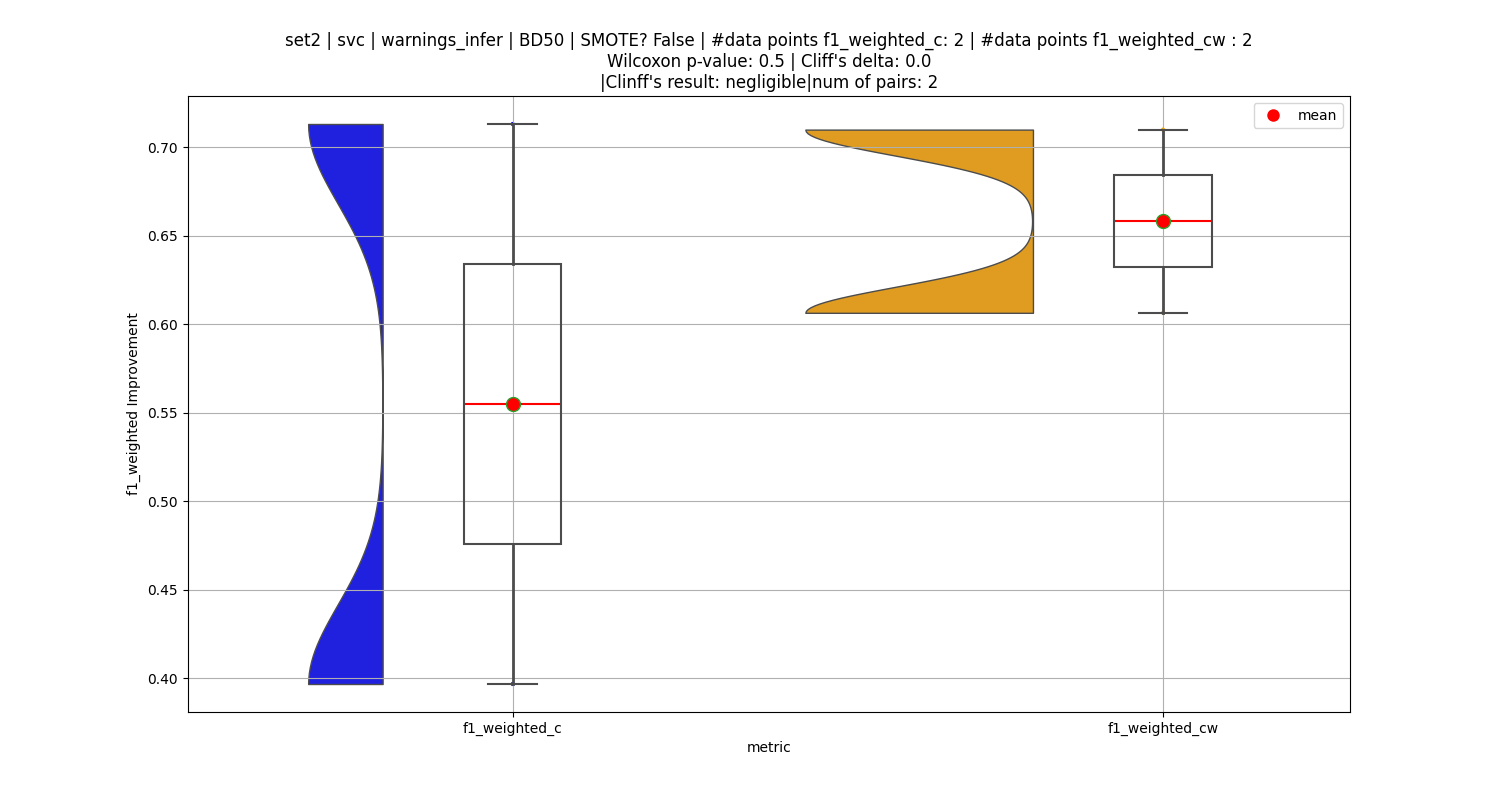 set2 | svc | warnings_infer | BD50 | SMOTE? False | #data points f1_weighted_c: 2 | #data points f1_weighted_cw : 2
Wilcoxon p-value: 0.5 | Cliff's delta: 0.0
|Clinff's result: negligible|num of pairs: 2
mean
0.70
0.65
0.60
0.55
0.50
0.45
0.40
f1_weighted Improvement
f1_weighted_c
f1_weighted_cw
metric